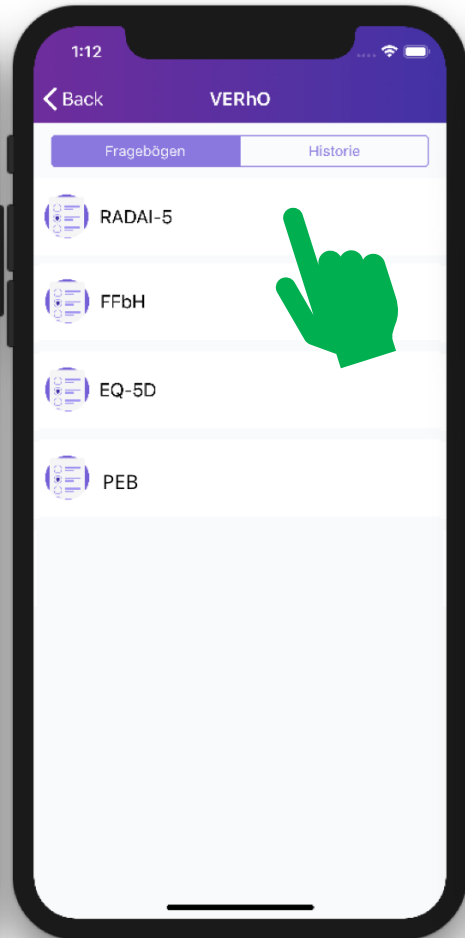 1:12
Back VERhO
Fragebögen Historie
RADAI-5
FFbH
EQ-5D
PEB